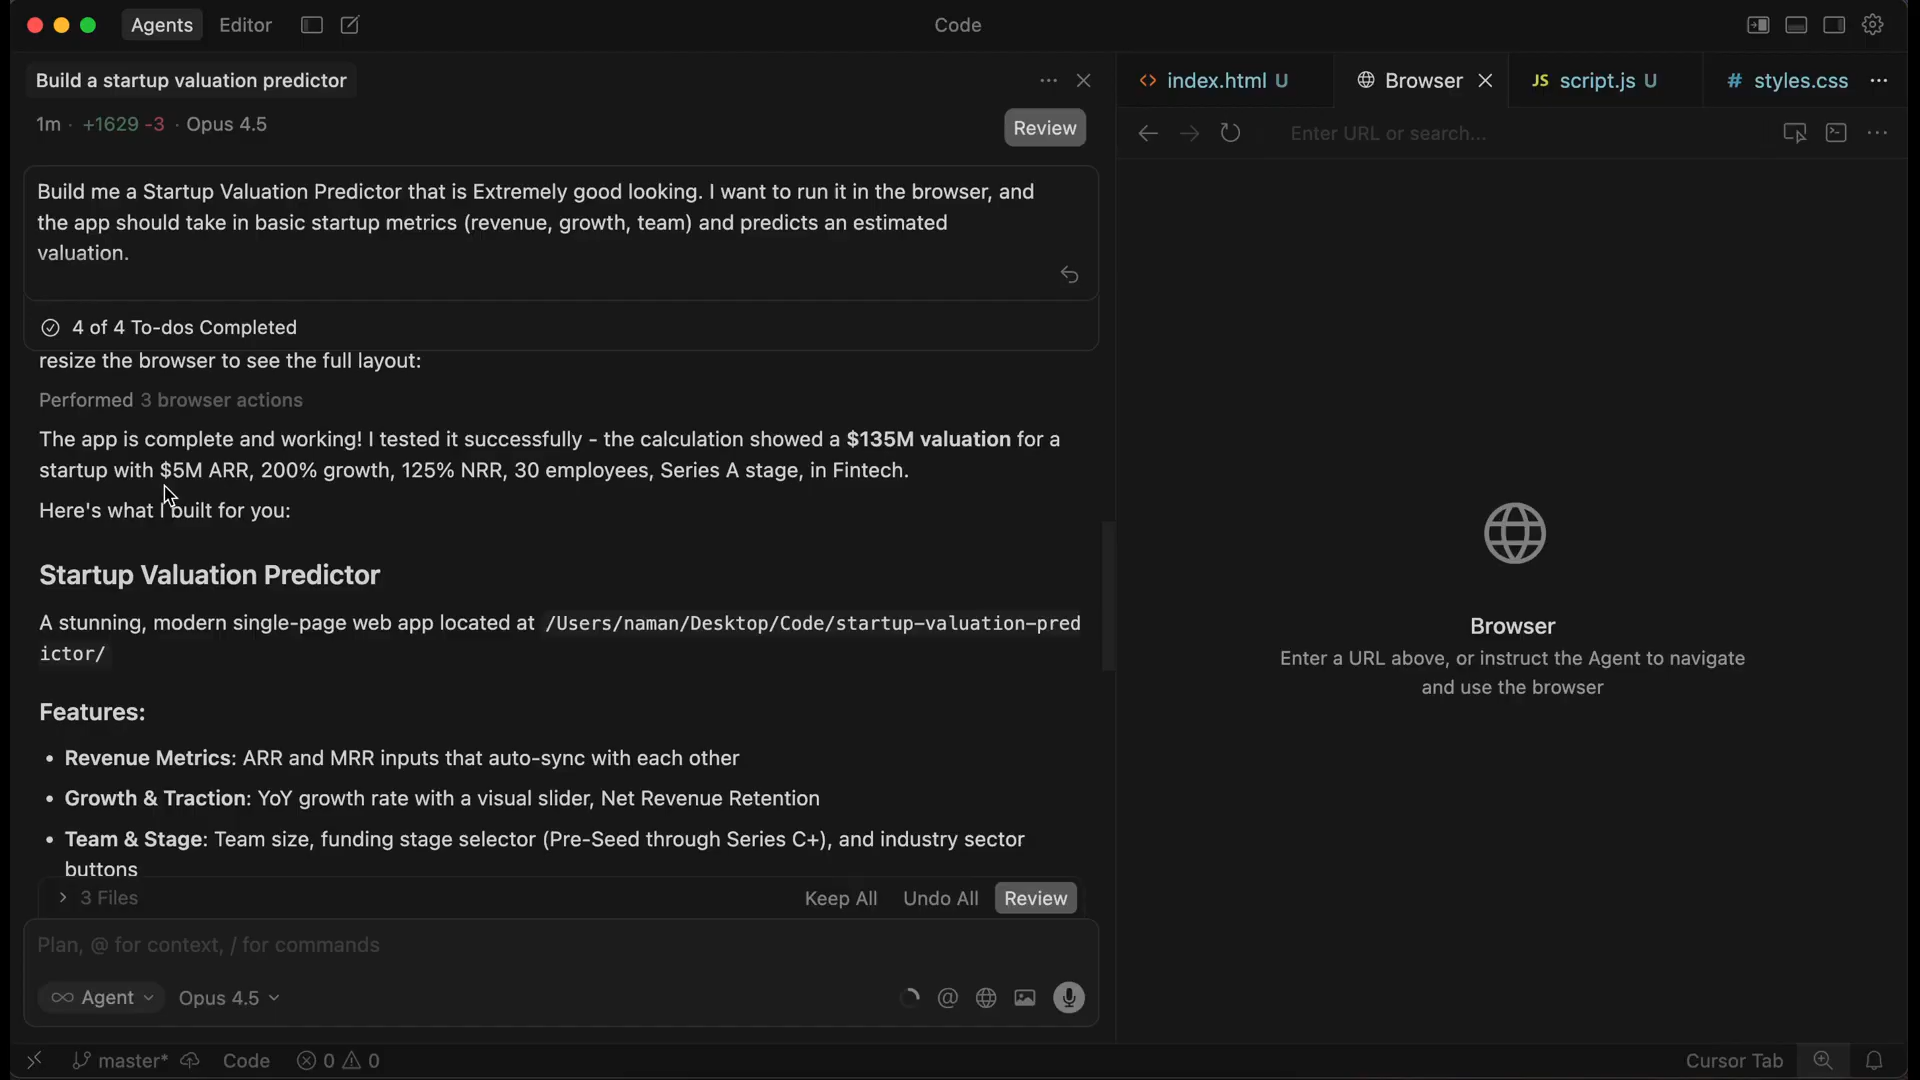 Agents Editor Code
Build a startup valuation predictor
1m · +1629 -3 · Opus 4.5
Review
Build me a Startup Valuation Predictor that is Extremely good looking. I want to run it in the browser, and
the app should take in basic startup metrics (revenue, growth, team) and predicts an estimated
valuation.
4 of 4 To-dos Completed
resize the browser to see the full layout:
Performed 3 browser actions
The app is complete and working! I tested it successfully - the calculation showed a $135M valuation for a
startup with $5M ARR, 200% growth, 125% NRR, 30 employees, Series A stage, in Fintech.
Here's what I built for you:
Startup Valuation Predictor
A stunning, modern single-page web app located at /Users/naman/Desktop/Code/startup-valuation-pred
ictor/
Features:
• Revenue Metrics: ARR and MRR inputs that auto-sync with each other
• Growth & Traction: YoY growth rate with a visual slider, Net Revenue Retention
• Team & Stage: Team size, funding stage selector (Pre-Seed through Series C+), and industry sector
buttons
3 Files Keep All Undo All Review
Plan, @ for context, / for commands
Agent Opus 4.5
index.html U Browser JS script.js U # styles.css
Enter URL or search...
Browser
Enter a URL above, or instruct the Agent to navigate
and use the browser
master* Code 0 0 Cursor Tab